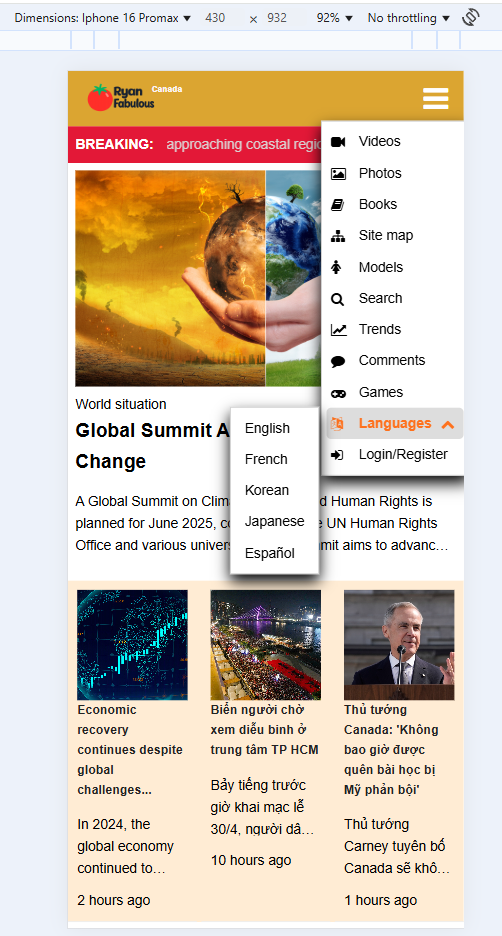 Dimensions: Iphone 16 Promax ▼ 430 × 932 92% ▼ No throttling ▼
Ryan Fabulous
Canada
BREAKING: approaching coastal regio
Videos
Photos
Books
Site map
Models
Search
Trends
Comments
Games
Languages
Login/Register
English
French
Korean
Japanese
Español
World situation
Global Summit A
Change
A Global Summit on Clim d Human Rights is
planned for June 2025, co e UN Human Rights
Office and various univers mit aims to advanc...
Economic
recovery
continues despite
global
challenges...
In 2024, the
global economy
continued to...
2 hours ago
Biển người chờ
xem diễu binh ở
trung tâm TP HCM
Bảy tiếng trước
giờ khai mạc lễ
30/4, người dâ...
10 hours ago
Thủ tướng
Canada: 'Không
bao giờ được
quên bài học bị
Mỹ phản bội'
Thủ tướng
Carney tuyên bố
Canada sẽ khô...
1 hours ago